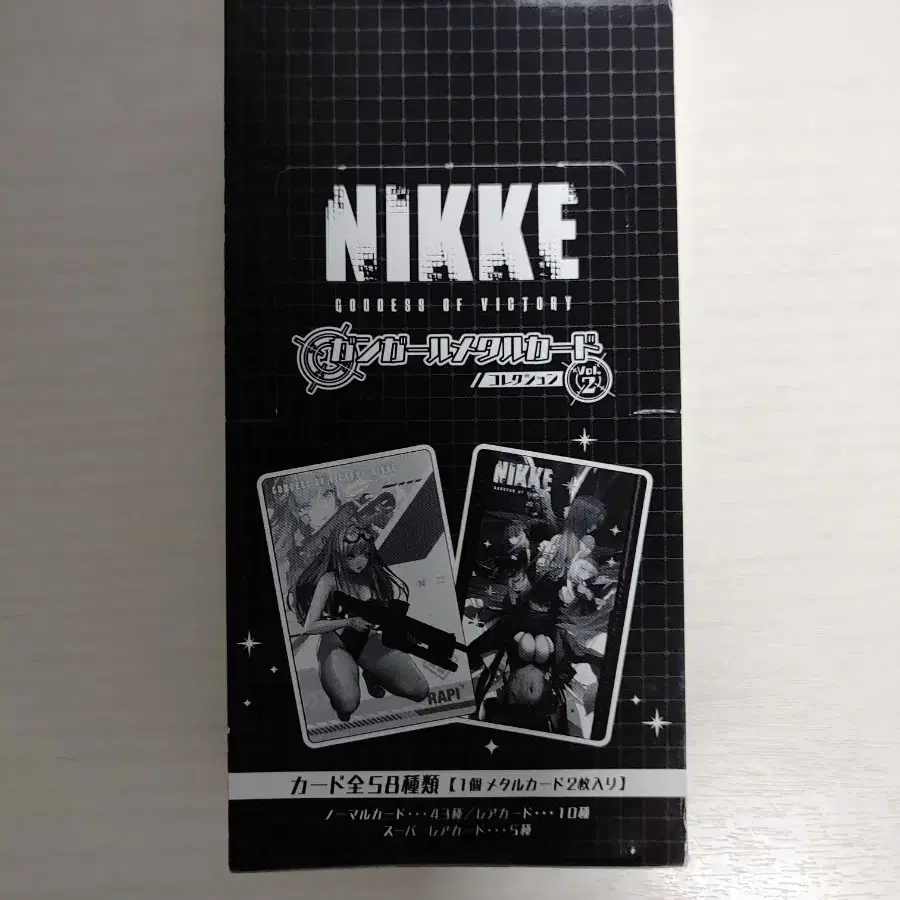 NIKKE
GODDESS OF VICTORY
ガンガールメタルカード
コレクション
Vol.
2
GODDESS OF VICTORY: NIKKE
RAPI
NIKKE
カード全58種類【1個 メタルカード2枚入り】
ノーマルカード・・・43種/レアカード・・・10種
スーパーレアカード・・・5種